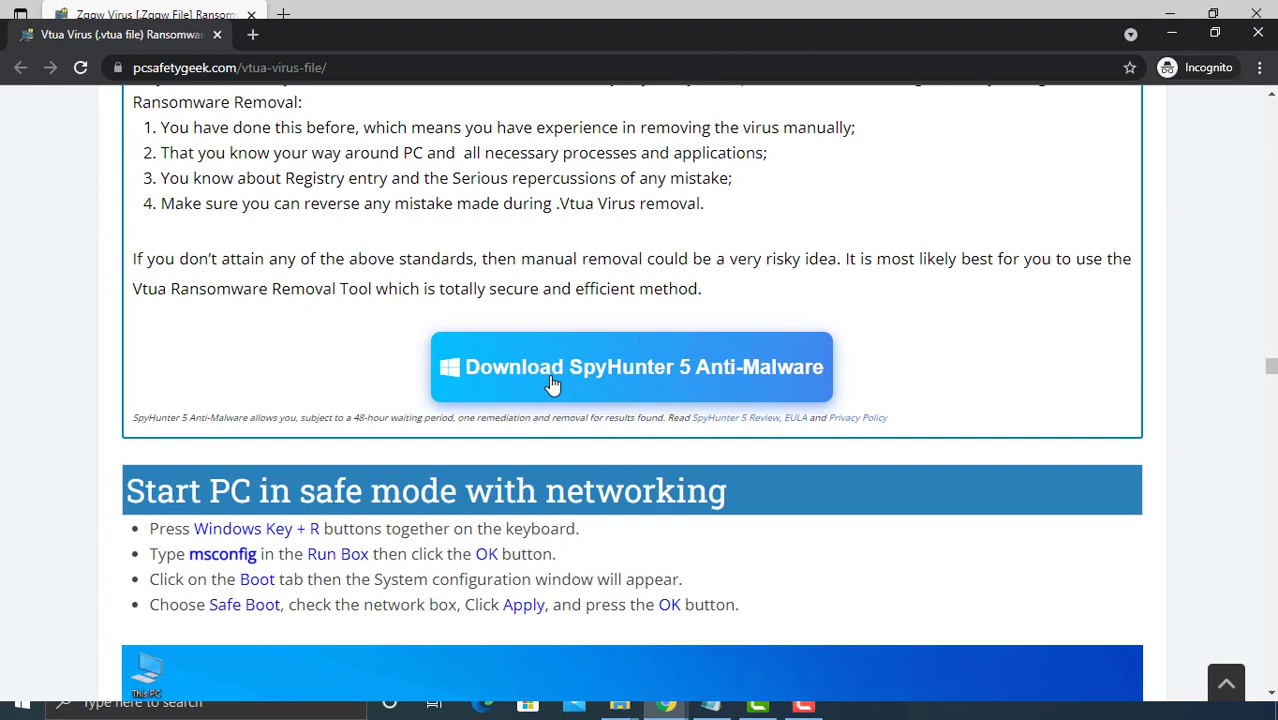 Zqqw Virus [.Zqqw File] Ransom
Vtua Virus (.vtua file) Ransomwar
pcsafetygeek.com/vtua-virus-file/
Incognito
Ransomware Removal:
1. You have done this before, which means you have experience in removing the virus manually;
2. That you know your way around PC and all necessary processes and applications;
3. You know about Registry entry and the Serious repercussions of any mistake;
4. Make sure you can reverse any mistake made during .Vtua Virus removal.
If you don't attain any of the above standards, then manual removal could be a very risky idea. It is most likely best for you to use the
Vtua Ransomware Removal Tool which is totally secure and efficient method.
Download SpyHunter 5 Anti-Malware
SpyHunter 5 Anti-Malware allows you, subject to a 48-hour waiting period, one remediation and removal for results found. Read SpyHunter 5 Review, EULA and Privacy Policy
Start PC in safe mode with networking
• Press Windows Key + R buttons together on the keyboard.
• Type msconfig in the Run Box then click the OK button.
• Click on the Boot tab then the System configuration window will appear.
• Choose Safe Boot, check the network box, Click Apply, and press the OK button.
This PC
Type here to search